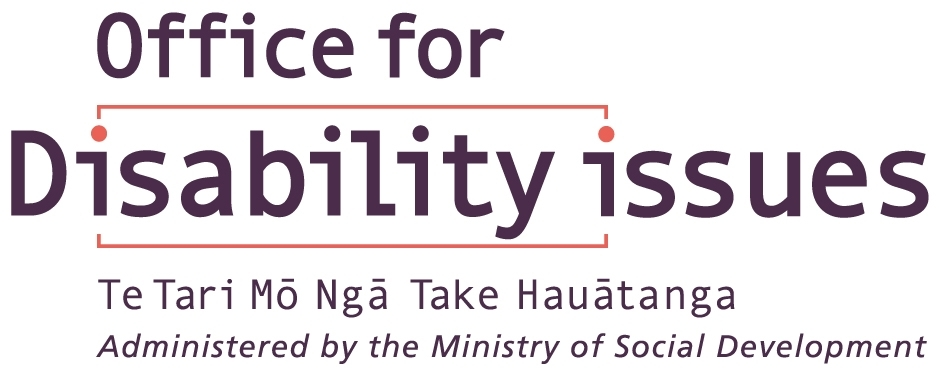 Office for
Disability issues
Te Tari Mō Ngā Take Hauātanga
Administered by the Ministry of Social Development